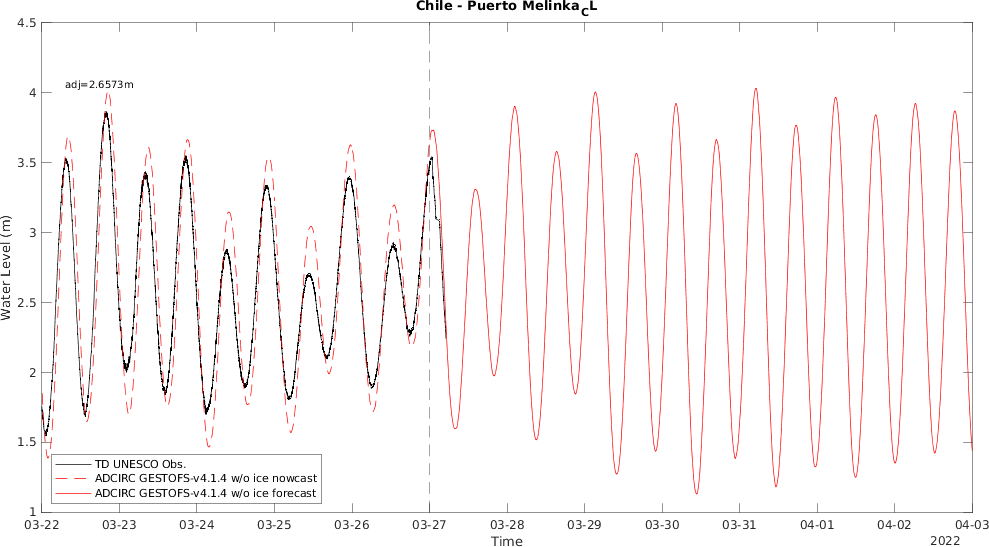 Chile - Puerto Melinka_CL
adj=2.6573m
4.5
4
3.5
3
2.5
2
1.5
1
Water Level (m)
TD UNESCO Obs.
ADCIRC GESTOFS-v4.1.4 w/o ice nowcast
ADCIRC GESTOFS-v4.1.4 w/o ice forecast
03-22 03-23 03-24 03-25 03-26 03-27 03-28 03-29 03-30 03-31 04-01 04-02 04-03
Time
2022